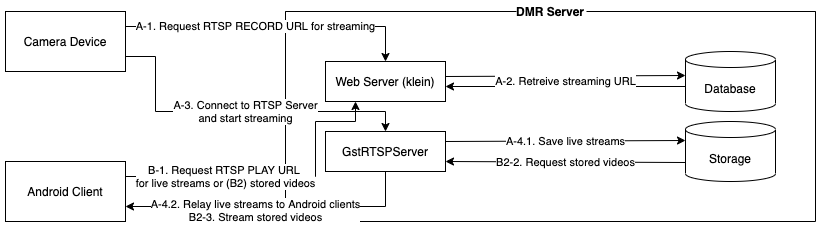 DMR Server
A-1. Request RTSP RECORD URL for streaming
Camera Device
Web Server (klein)
A-2. Retreive streaming URL
Database
A-3. Connect to RTSP Server
and start streaming
GstRTSPServer
A-4.1. Save live streams
B2-2. Request stored videos
Storage
B-1. Request RTSP PLAY URL
for live streams or (B2) stored videos
Android Client
A-4.2. Relay live streams to Android clients
B2-3. Stream stored videos